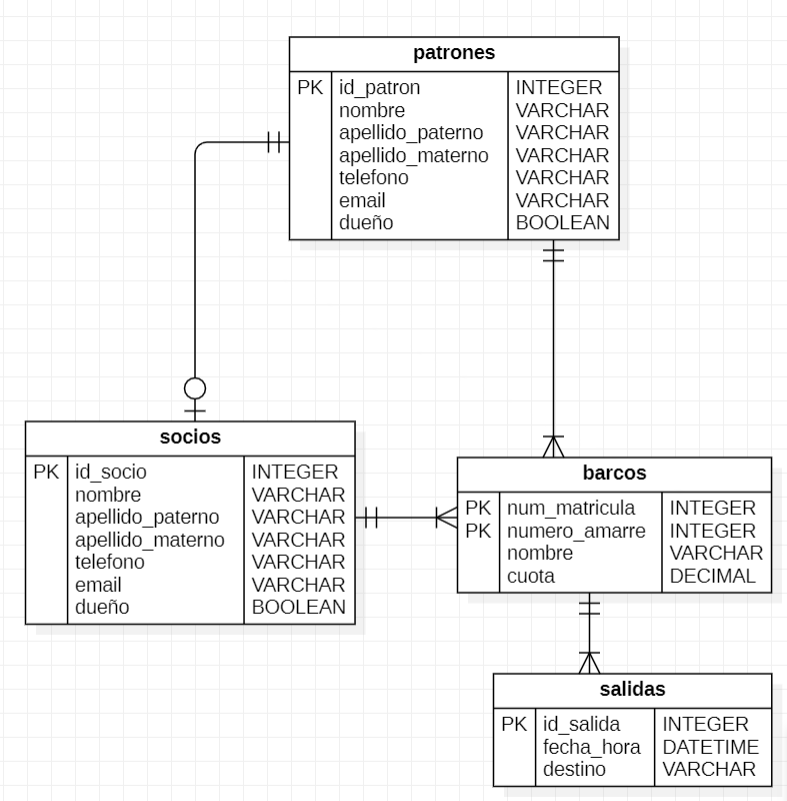 patrones
PK id_patron INTEGER
nombre VARCHAR
apellido_paterno VARCHAR
apellido_materno VARCHAR
telefono VARCHAR
email VARCHAR
dueño BOOLEAN
socios
PK id_socio INTEGER
nombre VARCHAR
apellido_paterno VARCHAR
apellido_materno VARCHAR
telefono VARCHAR
email VARCHAR
dueño BOOLEAN
barcos
PK num_matricula INTEGER
PK numero_amarre INTEGER
nombre VARCHAR
cuota DECIMAL
salidas
PK id_salida INTEGER
fecha_hora DATETIME
destino VARCHAR